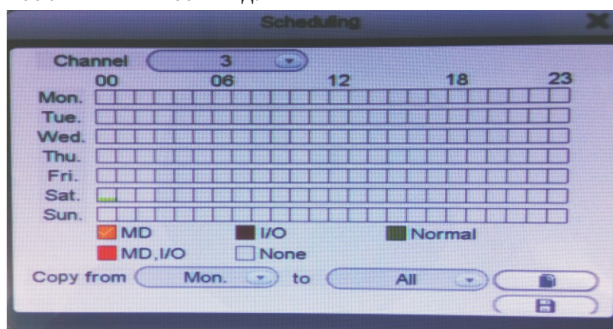 Scheduling
Channel 3
00 06 12 18 23
Mon.
Tue.
Wed.
Thu.
Fri.
Sat.
Sun.
MD I/O Normal
MD,I/O None
Copy from Mon. to All